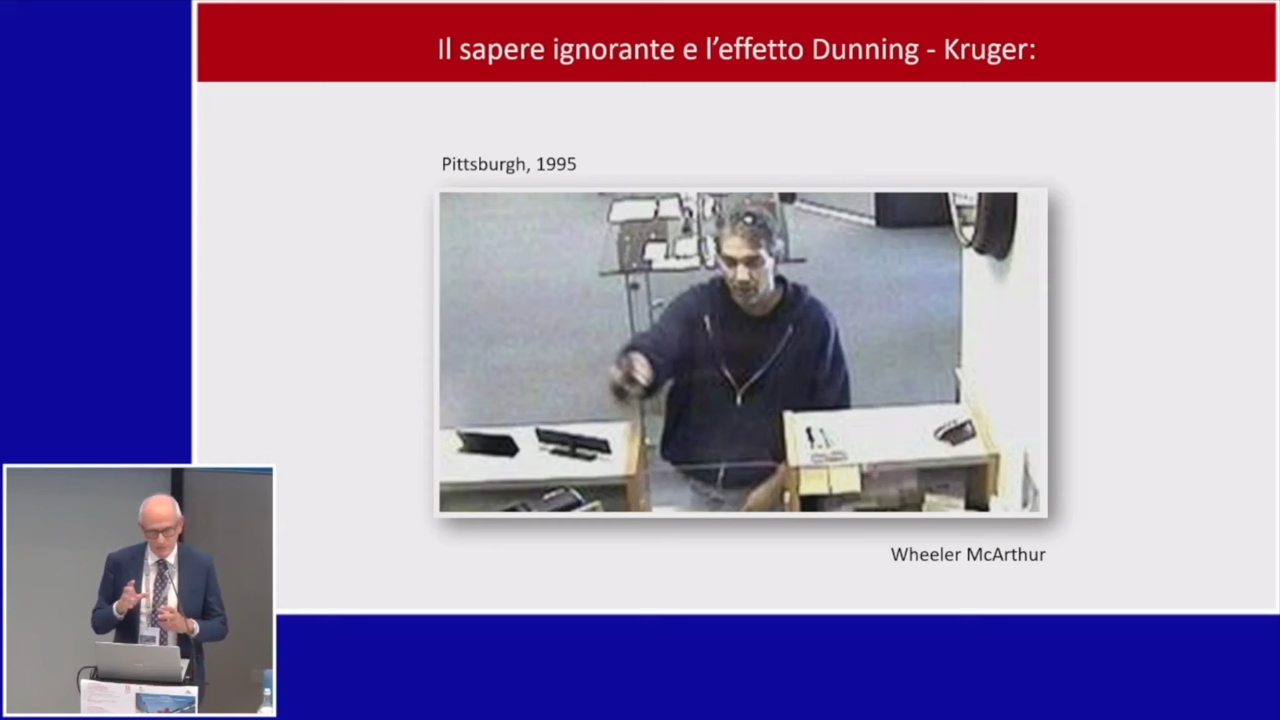 Il sapere ignorante e l’effetto Dunning - Kruger:
Pittsburgh, 1995
Wheeler McArthur